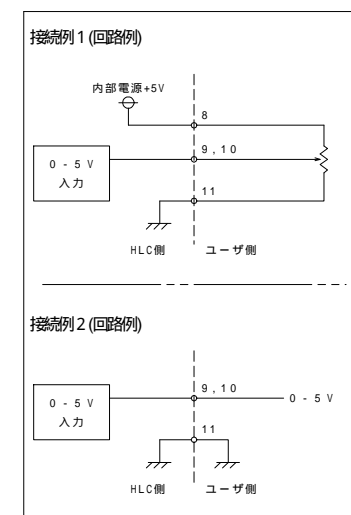 接続例1(回路例)
内部電源+5V
8
9,10
0 - 5 V
入力
11
HLC側 ユーザ側
接続例2(回路例)
9,10
0 - 5 V
0 - 5 V
入力
11
HLC側 ユーザ側